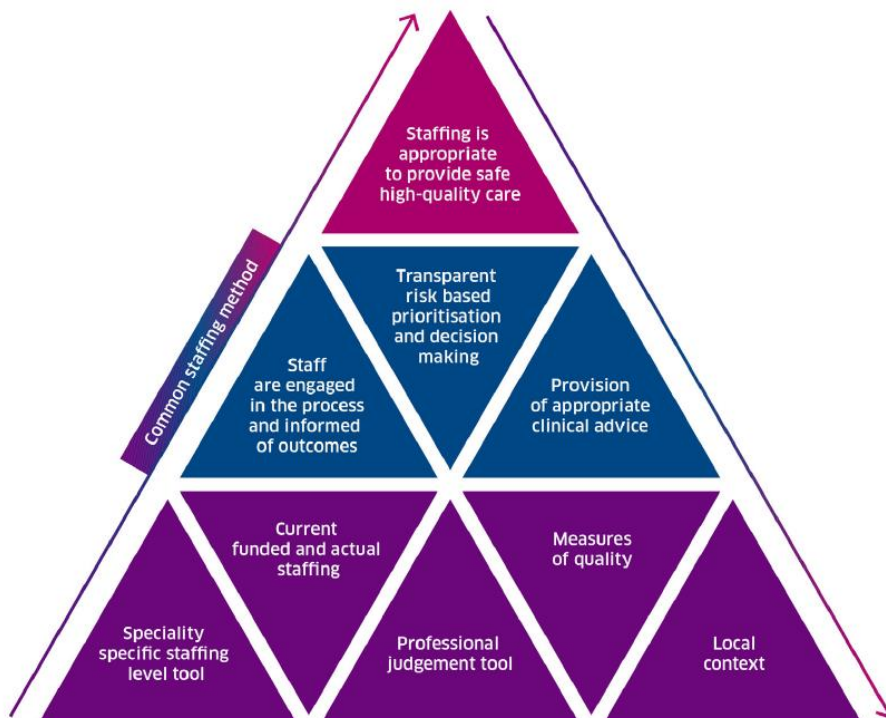 Staffing is
appropriate
to provide safe
high-quality care
Common staffing method
Staff
are engaged
in the process
and informed
of outcomes
Transparent
risk based
prioritisation
and decision
making
Provision
of appropriate
clinical advice
Speciality
specific staffing
level tool
Current
funded and actual
staffing
Professional
judgement tool
Measures
of quality
Local
context